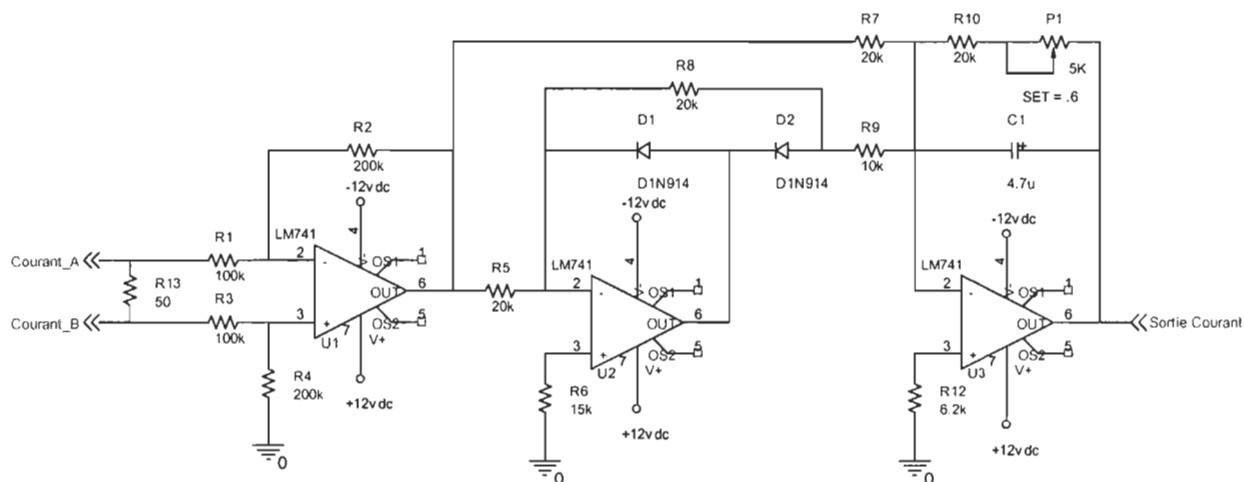 R7
20k
R10
20k
P1
5K
SET = .6
R8
20k
D1
D1N914
D2
D1N914
R9
10k
C1
+
4.7u
R2
200k
-12vdc
-12vdc
-12vdc
LM741
4
V-
OS1
1
2
-
OUT
6
3
+
7
OS2
5
U1
V+
+12vdc
Courant_A
R1
100k
R13
50
Courant_B
R3
100k
R4
200k
0
R5
20k
LM741
4
V-
OS1
1
2
-
OUT
6
3
+
7
OS2
5
U2
V+
+12vdc
R6
15k
0
LM741
4
V-
OS1
1
2
-
OUT
6
3
+
7
OS2
5
U3
V+
+12vdc
R12
6.2k
0
Sortie Courant